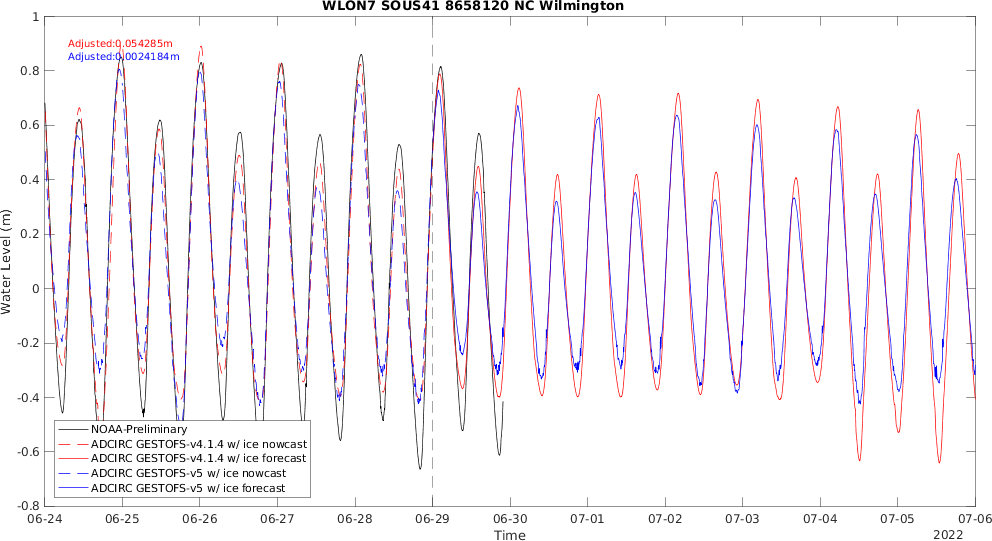 WLON7 SOUS41 8658120 NC Wilmington
Adjusted:0.054285m
Adjusted:0.0024184m
Water Level (m)
1
0.8
0.6
0.4
0.2
0
-0.2
-0.4
-0.6
-0.8
NOAA-Preliminary
ADCIRC GESTOFS-v4.1.4 w/ ice nowcast
ADCIRC GESTOFS-v4.1.4 w/ ice forecast
ADCIRC GESTOFS-v5 w/ ice nowcast
ADCIRC GESTOFS-v5 w/ ice forecast
06-24 06-25 06-26 06-27 06-28 06-29 06-30 07-01 07-02 07-03 07-04 07-05 07-06
Time
2022